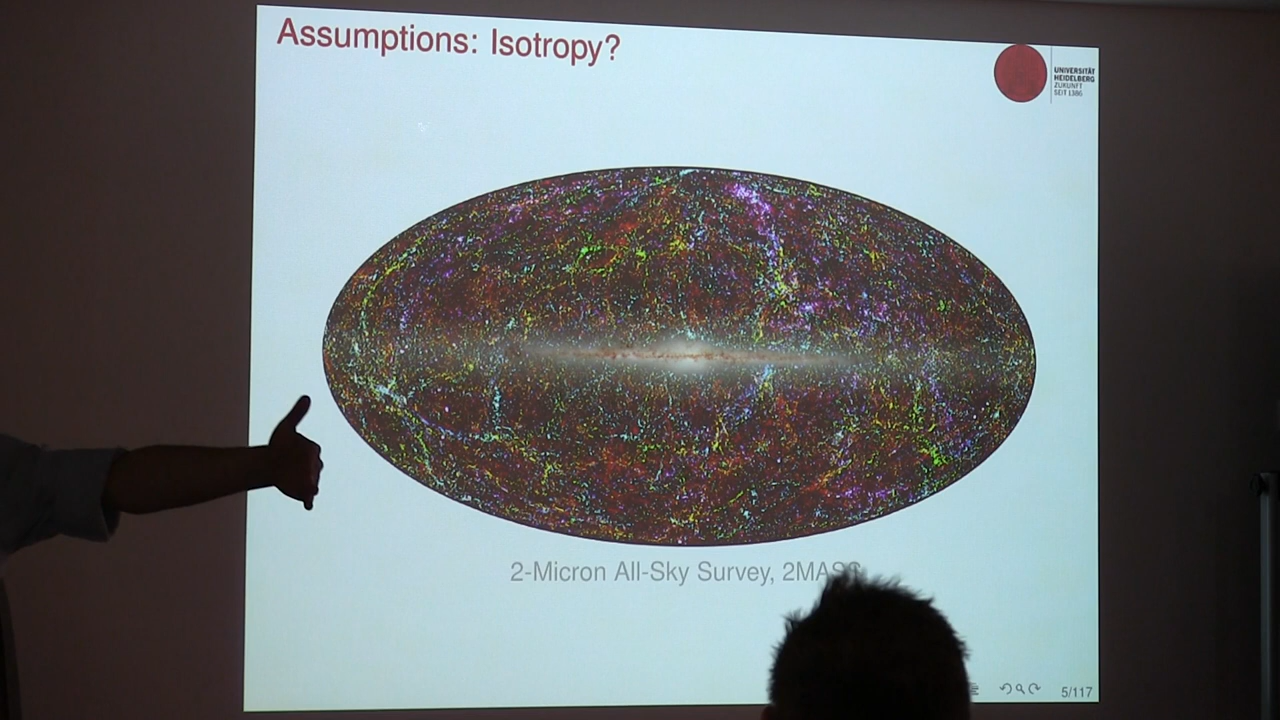 Assumptions: Isotropy?
UNIVERSITÄT
HEIDELBERG
ZUKUNFT
SEIT 1386
2-Micron All-Sky Survey, 2MASS
5/117